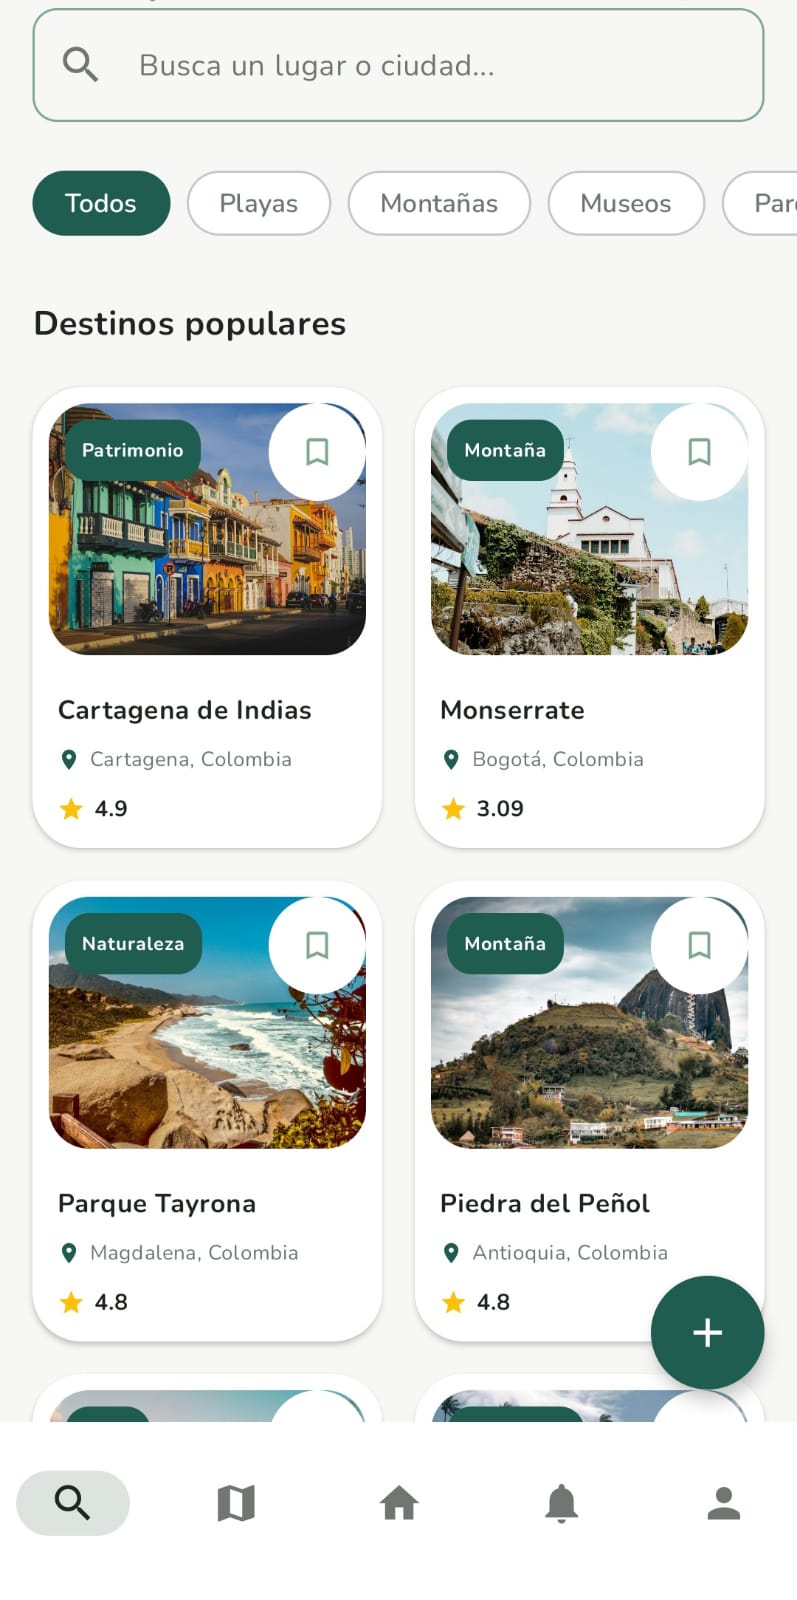 Busca un lugar o ciudad...
Todos
Playas
Montañas
Museos
Destinos populares
Patrimonio
Montaña
Cartagena de Indias
Monserrate
Cartagena, Colombia
Bogotá, Colombia
4.9
3.09
Naturaleza
Montaña
Parque Tayrona
Piedra del Peñol
Magdalena, Colombia
Antioquia, Colombia
4.8
4.8